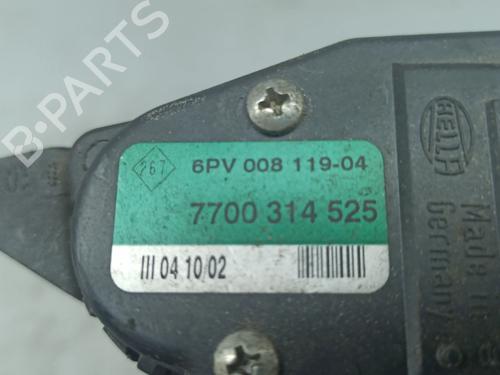 B-PARTS
267
6PV 008 119-04
7700 314 525
III 04 10 02
HELLA
Made in
Germany